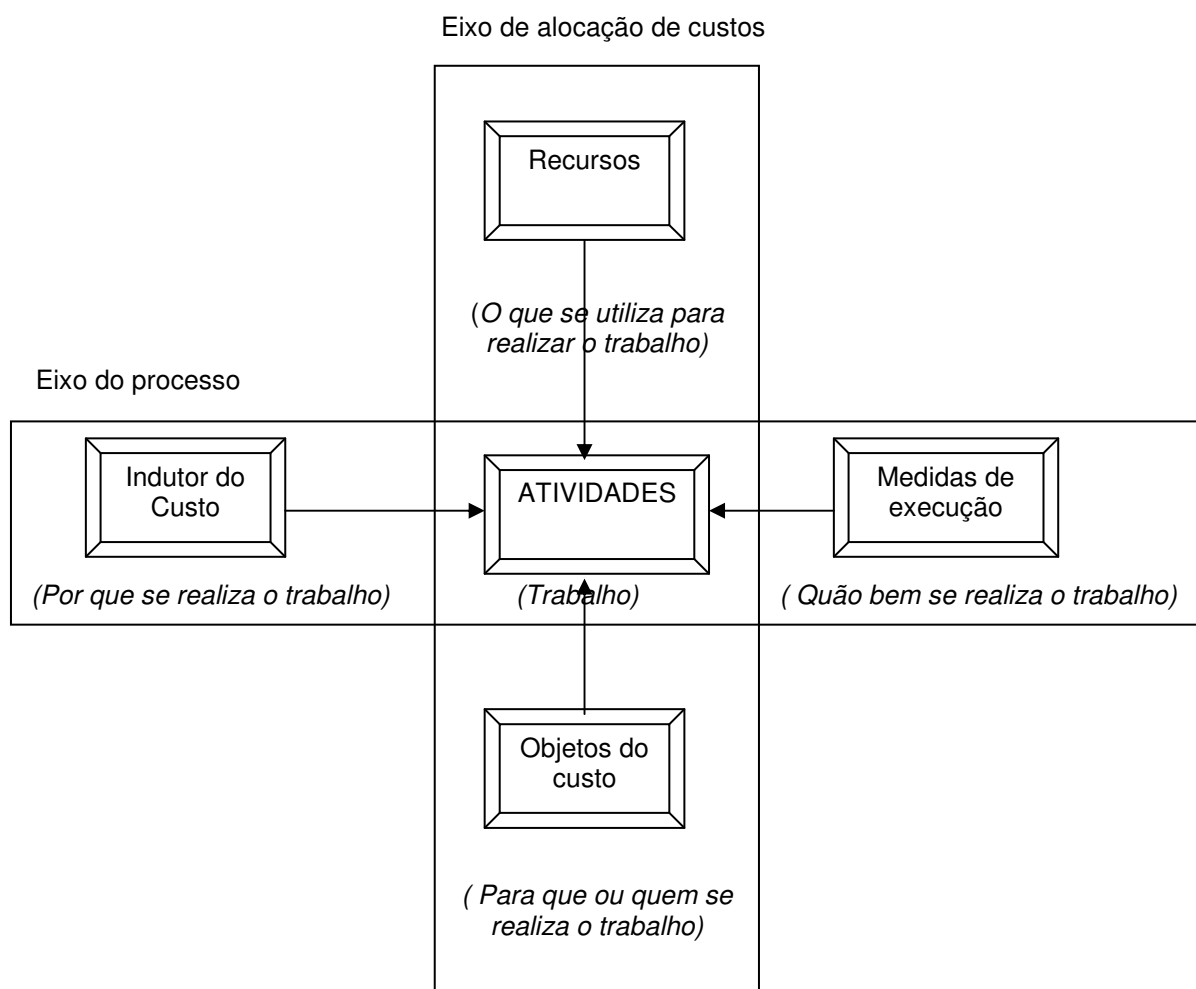 Eixo de alocação de custos
Recursos
(O que se utiliza para
realizar o trabalho)
Eixo do processo
Indutor do
Custo
ATIVIDADES
Medidas de
execução
(Por que se realiza o trabalho)
(Trabalho)
( Quão bem se realiza o trabalho)
Objetos do
custo
( Para que ou quem se
realiza o trabalho)